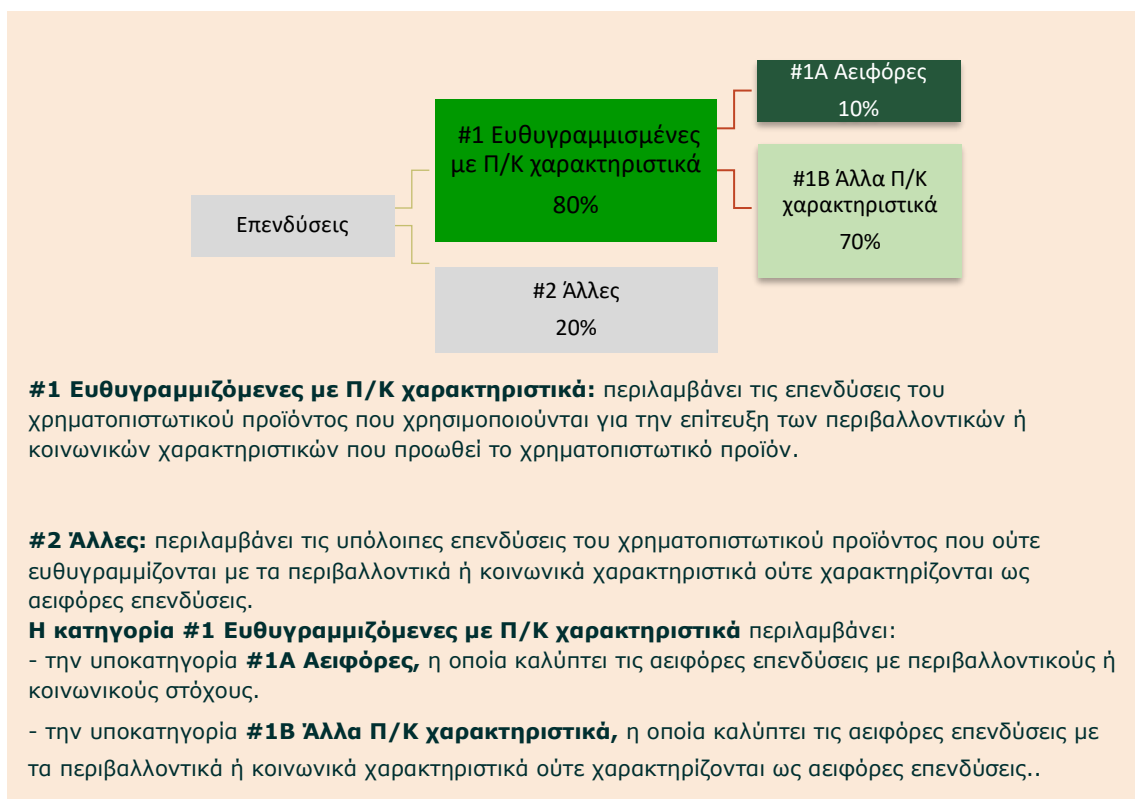 #1Α Αειφόρες
10%
#1 Ευθυγραμμισμένες
με Π/Κ χαρακτηριστικά
80%
#1Β Άλλα Π/Κ
χαρακτηριστικά
70%
Επενδύσεις
#2 Άλλες
20%
#1 Ευθυγραμμιζόμενες με Π/Κ χαρακτηριστικά: περιλαμβάνει τις επενδύσεις του
χρηματοπιστωτικού προϊόντος που χρησιμοποιούνται για την επίτευξη των περιβαλλοντικών ή
κοινωνικών χαρακτηριστικών που προωθεί το χρηματοπιστωτικό προϊόν.
#2 Άλλες: περιλαμβάνει τις υπόλοιπες επενδύσεις του χρηματοπιστωτικού προϊόντος που ούτε
ευθυγραμμίζονται με τα περιβαλλοντικά ή κοινωνικά χαρακτηριστικά ούτε χαρακτηρίζονται ως
αειφόρες επενδύσεις.
Η κατηγορία #1 Ευθυγραμμιζόμενες με Π/Κ χαρακτηριστικά περιλαμβάνει:
- την υποκατηγορία #1Α Αειφόρες, η οποία καλύπτει τις αειφόρες επενδύσεις με περιβαλλοντικούς ή
κοινωνικούς στόχους.
- την υποκατηγορία #1Β Άλλα Π/Κ χαρακτηριστικά, η οποία καλύπτει τις αειφόρες επενδύσεις με
τα περιβαλλοντικά ή κοινωνικά χαρακτηριστικά ούτε χαρακτηρίζονται ως αειφόρες επενδύσεις..